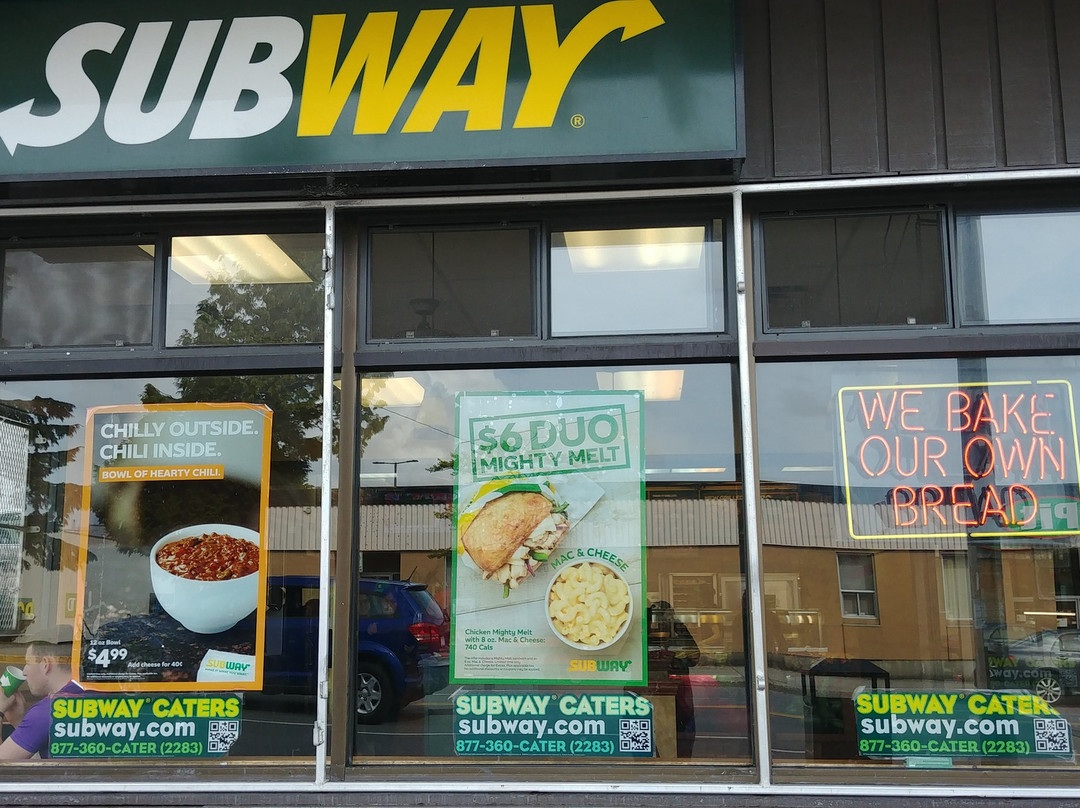 SUBWAY®
CHILLY OUTSIDE.
CHILI INSIDE.
BOWL OF HEARTY CHILI.
12 oz Bowl
$4.99
Add cheese for 40¢
SUBWAY
SUBWAY® CATERS
subway.com
877-360-CATER (2283)
$6 DUO
MIGHTY MELT
MAC & CHEESE
Chicken Mighty Melt
with 8 oz. Mac & Cheese:
740 Cals
SUBWAY
SUBWAY® CATERS
subway.com
877-360-CATER (2283)
WE BAKE
OUR OWN
BREAD
SUBWAY® CATER
subway.com
877-360-CATER (2283)